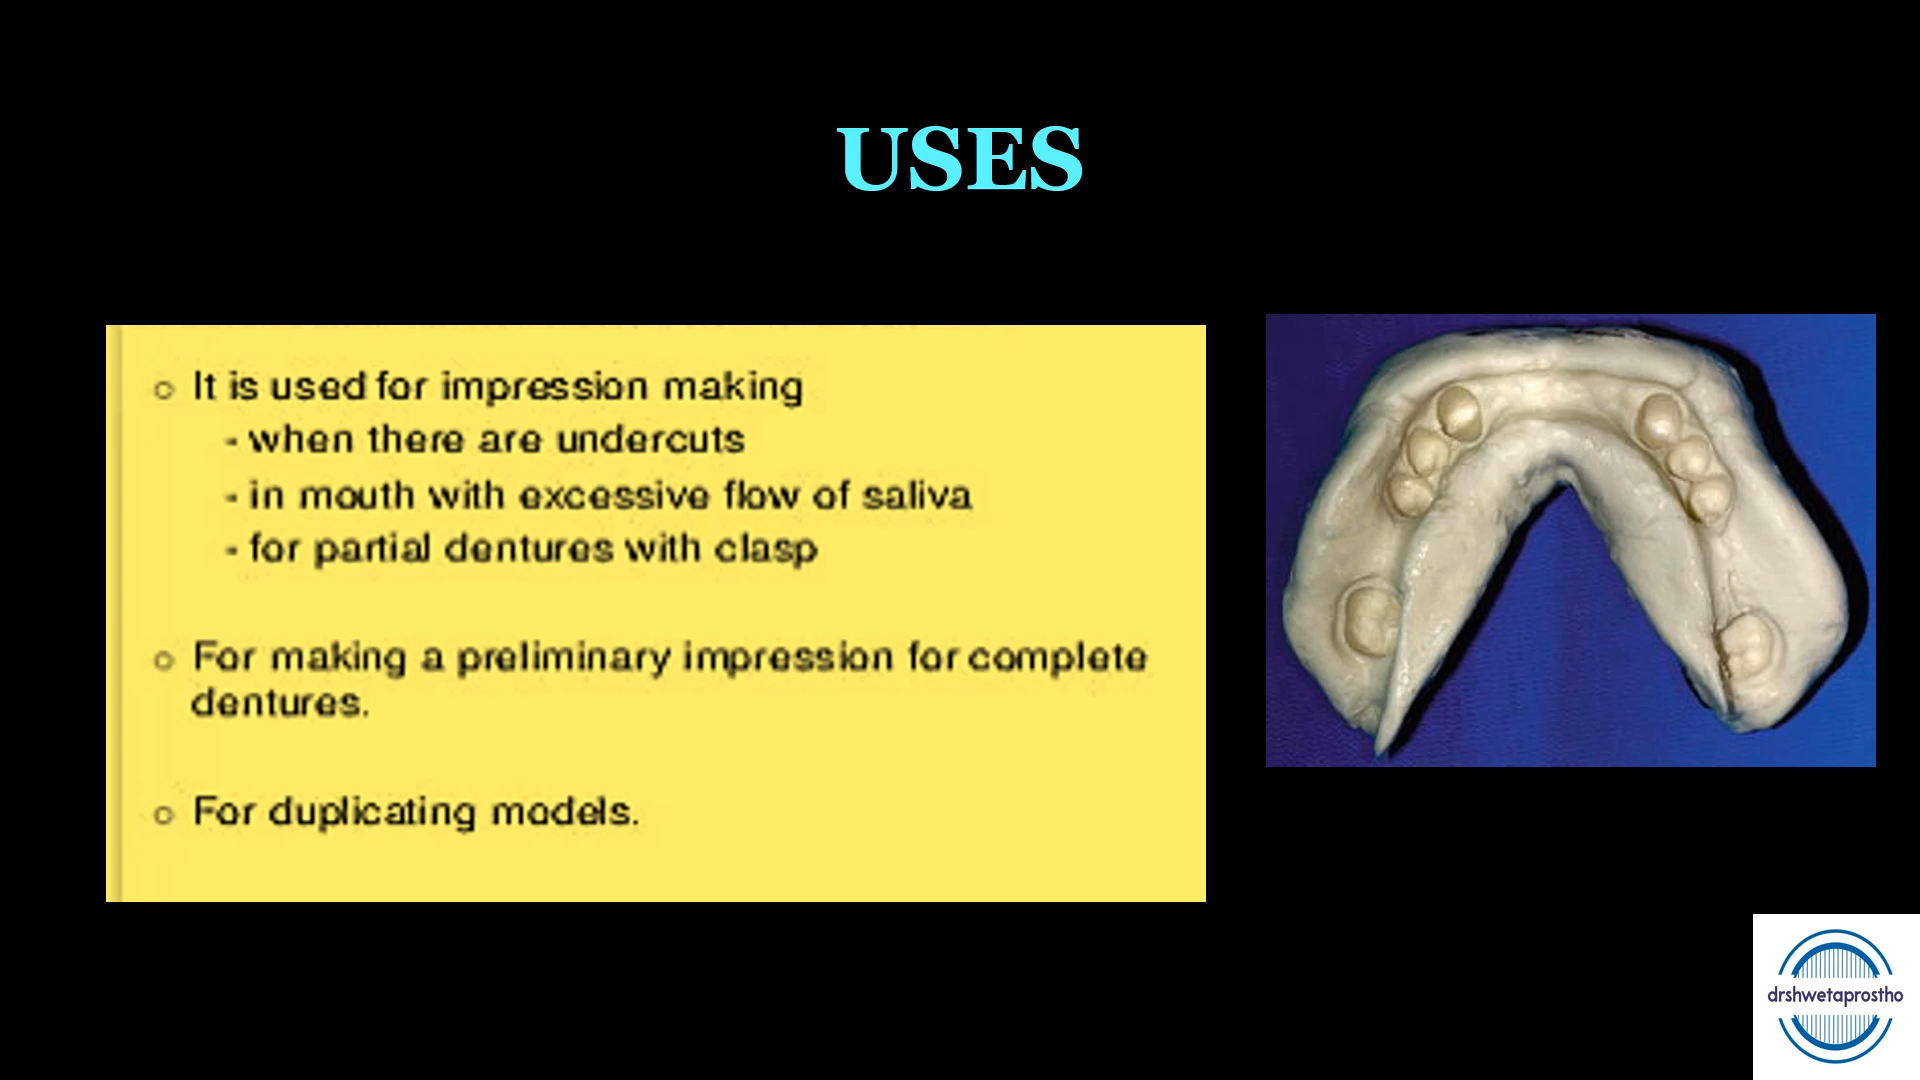 USES
o It is used for impression making
- when there are undercuts
- in mouth with excessive flow of saliva
- for partial dentures with clasp
o For making a preliminary impression for complete
dentures.
o For duplicating models.
drshwetaprostho